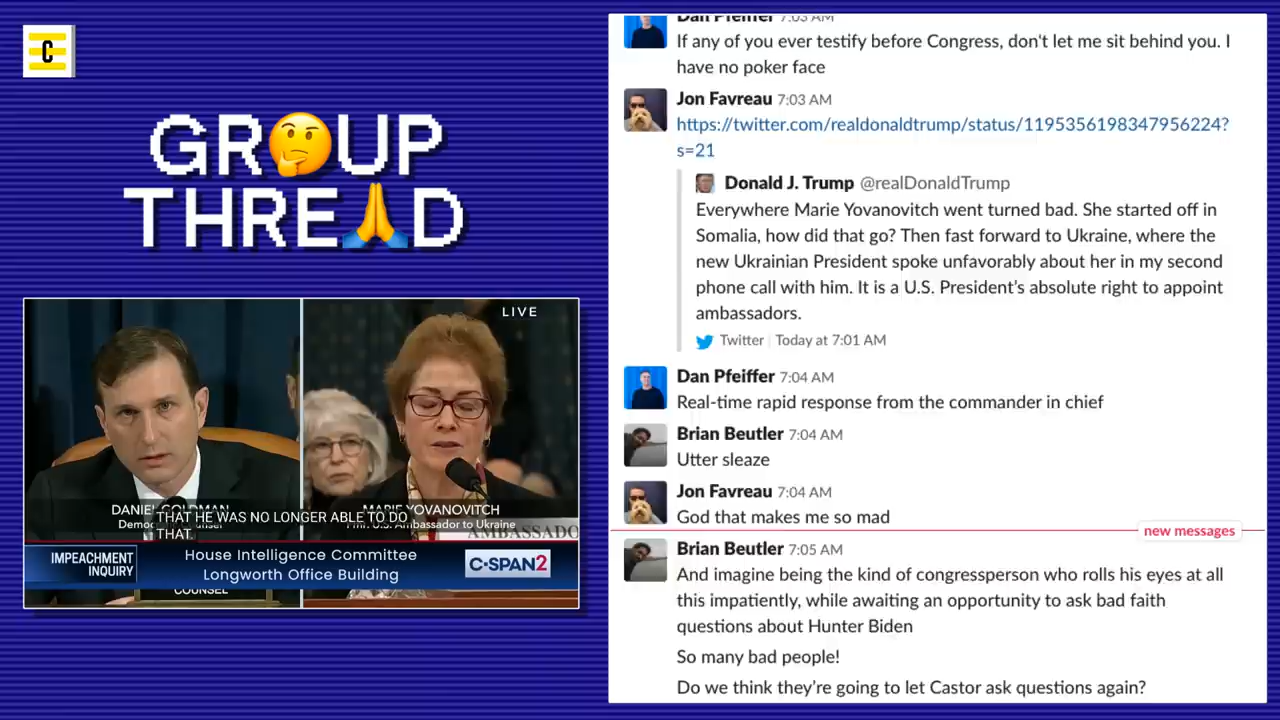 C
GR🤔UP
THRE🙏D
LIVE
DANIEL GOLDMAN
MARIE YOVANOVITCH
Ambassador to Ukraine
THAT HE WAS NO LONGER ABLE TO DO
THAT.
AMBASSADO
IMPEACHMENT
INQUIRY
House Intelligence Committee
Longworth Office Building
C-SPAN2
COUNSEL
Dan Pfeiffer 7:03 AM
If any of you ever testify before Congress, don't let me sit behind you. I
have no poker face
Jon Favreau 7:03 AM
https://twitter.com/realdonaldtrump/status/1195356198347956224?
s=21
Donald J. Trump @realDonaldTrump
Everywhere Marie Yovanovitch went turned bad. She started off in
Somalia, how did that go? Then fast forward to Ukraine, where the
new Ukrainian President spoke unfavorably about her in my second
phone call with him. It is a U.S. President's absolute right to appoint
ambassadors.
Twitter | Today at 7:01 AM
Dan Pfeiffer 7:04 AM
Real-time rapid response from the commander in chief
Brian Beutler 7:04 AM
Utter sleaze
Jon Favreau 7:04 AM
God that makes me so mad
new messages
Brian Beutler 7:05 AM
And imagine being the kind of congressperson who rolls his eyes at all
this impatiently, while awaiting an opportunity to ask bad faith
questions about Hunter Biden
So many bad people!
Do we think they're going to let Castor ask questions again?